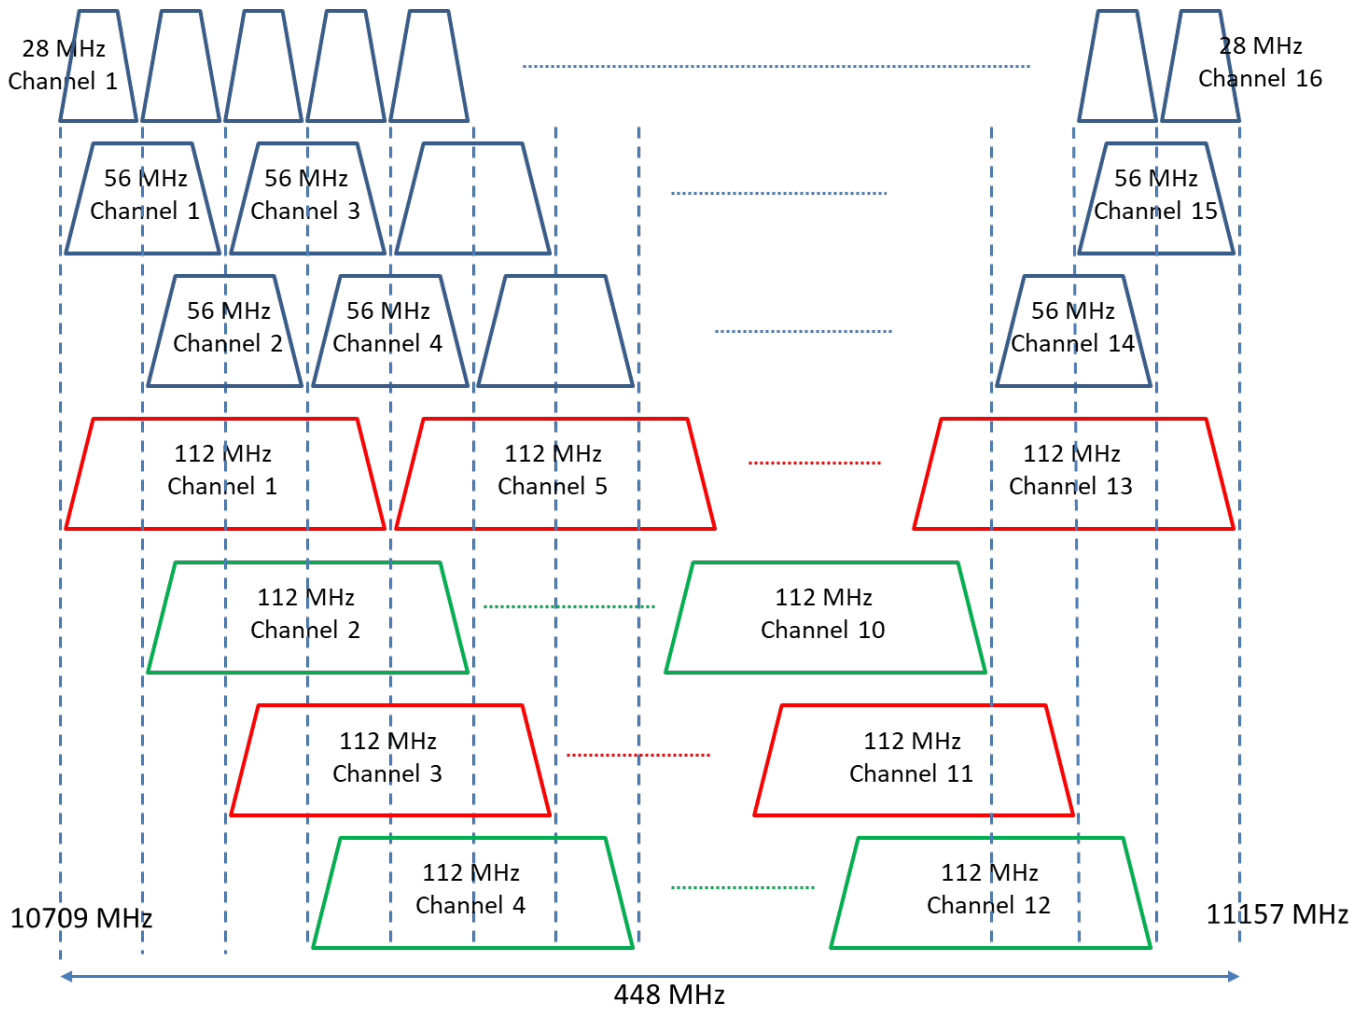 28 MHz
Channel 1
28 MHz
Channel 16
56 MHz
Channel 1
56 MHz
Channel 3
56 MHz
Channel 15
56 MHz
Channel 2
56 MHz
Channel 4
56 MHz
Channel 14
112 MHz
Channel 1
112 MHz
Channel 5
112 MHz
Channel 13
112 MHz
Channel 2
112 MHz
Channel 10
112 MHz
Channel 3
112 MHz
Channel 11
112 MHz
Channel 4
112 MHz
Channel 12
10709 MHz
11157 MHz
448 MHz